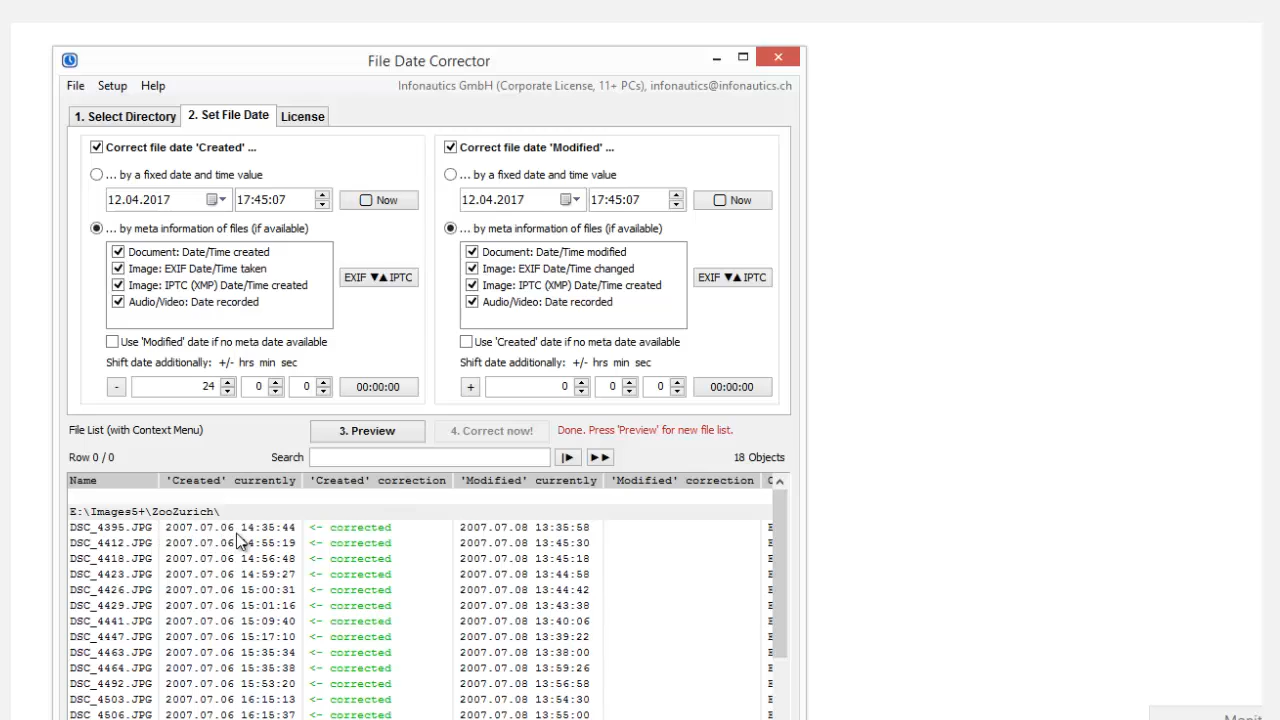 File Date Corrector
File Setup Help Infonautics GmbH (Corporate License, 11+ PCs), infonautics@infonautics.ch
1. Select Directory 2. Set File Date License
Correct file date 'Created' ... Correct file date 'Modified' ...
... by a fixed date and time value ... by a fixed date and time value
12.04.2017 17:45:07 Now 12.04.2017 17:45:07 Now
... by meta information of files (if available) ... by meta information of files (if available)
Document: Date/Time created Document: Date/Time modified
Image: EXIF Date/Time taken Image: EXIF Date/Time changed
EXIF ▼▲ IPTC EXIF ▼▲ IPTC
Image: IPTC (XMP) Date/Time created Image: IPTC (XMP) Date/Time created
Audio/Video: Date recorded Audio/Video: Date recorded
Use 'Modified' date if no meta date available Use 'Created' date if no meta date available
Shift date additionally: +/- hrs min sec Shift date additionally: +/- hrs min sec
- 24 0 0 00:00:00 + 0 0 0 00:00:00
File List (with Context Menu) 3. Preview 4. Correct now! Done. Press 'Preview' for new file list.
Row 0 / 0 Search 18 Objects
Name 'Created' currently 'Created' correction 'Modified' currently 'Modified' correction
E:\Images5+\ZooZurich\
DSC_4395.JPG 2007.07.06 14:35:44 <- corrected 2007.07.08 13:35:58
DSC_4412.JPG 2007.07.06 14:55:19 <- corrected 2007.07.08 13:45:30
DSC_4418.JPG 2007.07.06 14:56:48 <- corrected 2007.07.08 13:45:18
DSC_4423.JPG 2007.07.06 14:59:27 <- corrected 2007.07.08 13:44:58
DSC_4426.JPG 2007.07.06 15:00:31 <- corrected 2007.07.08 13:44:42
DSC_4429.JPG 2007.07.06 15:01:16 <- corrected 2007.07.08 13:43:38
DSC_4441.JPG 2007.07.06 15:09:40 <- corrected 2007.07.08 13:40:06
DSC_4447.JPG 2007.07.06 15:17:10 <- corrected 2007.07.08 13:39:22
DSC_4463.JPG 2007.07.06 15:35:34 <- corrected 2007.07.08 13:38:00
DSC_4464.JPG 2007.07.06 15:35:38 <- corrected 2007.07.08 13:59:26
DSC_4492.JPG 2007.07.06 15:53:20 <- corrected 2007.07.08 13:56:58
DSC_4503.JPG 2007.07.06 16:15:13 <- corrected 2007.07.08 13:54:30
DSC_4506.JPG 2007.07.06 16:15:37 <- corrected 2007.07.08 13:55:00